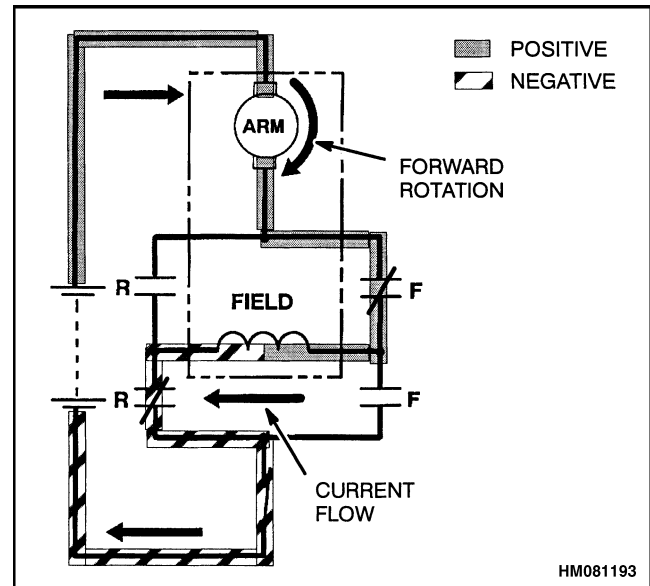 POSITIVE
NEGATIVE
ARM
FORWARD
ROTATION
R
F
FIELD
R
F
CURRENT
FLOW
HM081193